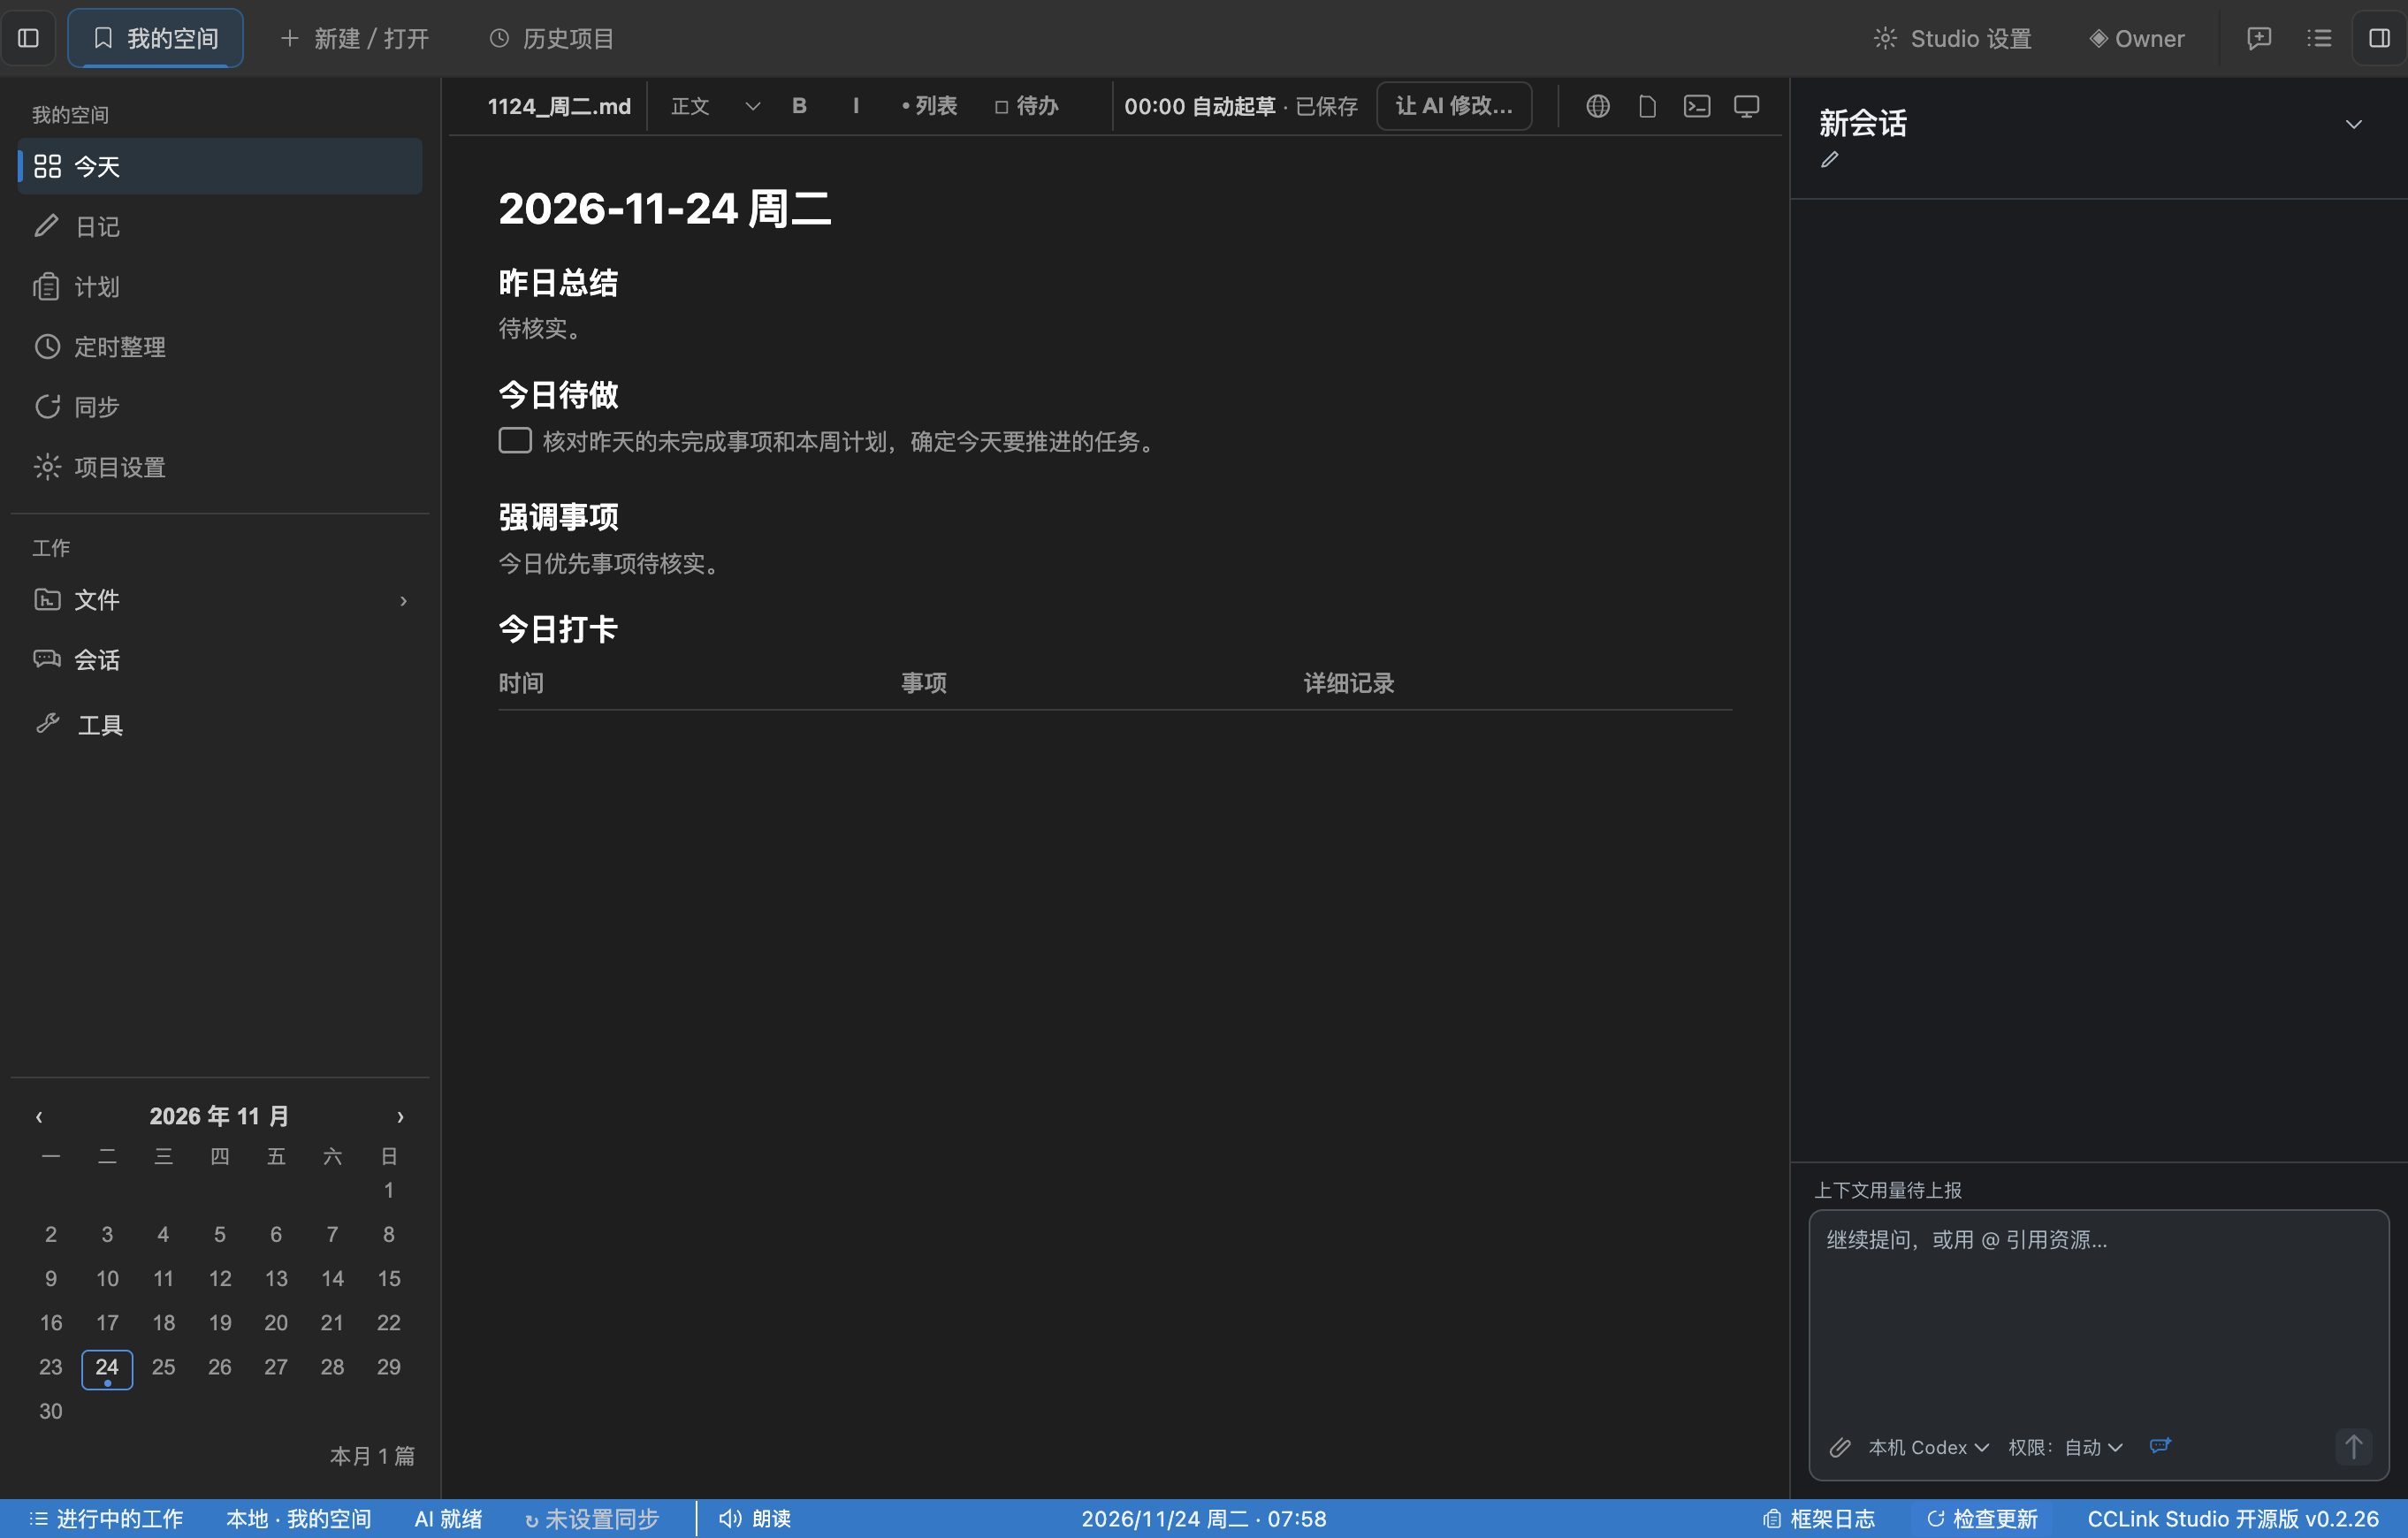 我的空间
新建 / 打开
历史项目
Studio 设置
Owner
我的空间
今天
日记
计划
定时整理
同步
项目设置
工作
文件
会话
工具
2026 年 11 月
一 二 三 四 五 六 日
1
2 3 4 5 6 7 8
9 10 11 12 13 14 15
16 17 18 19 20 21 22
23 24 25 26 27 28 29
30
本月 1 篇
1124_周二.md
正文
B
I
• 列表
待办
00:00 自动起草 · 已保存
让 AI 修改...
2026-11-24 周二
昨日总结
待核实。
今日待做
核对昨天的未完成事项和本周计划，确定今天要推进的任务。
强调事项
今日优先事项待核实。
今日打卡
时间 事项 详细记录
新会话
上下文用量待上报
继续提问，或用 @ 引用资源...
本机 Codex
权限：自动
进行中的工作
本地 · 我的空间
AI 就绪
未设置同步
朗读
2026/11/24 周二 · 07:58
框架日志
检查更新
CCLink Studio 开源版 v0.2.26